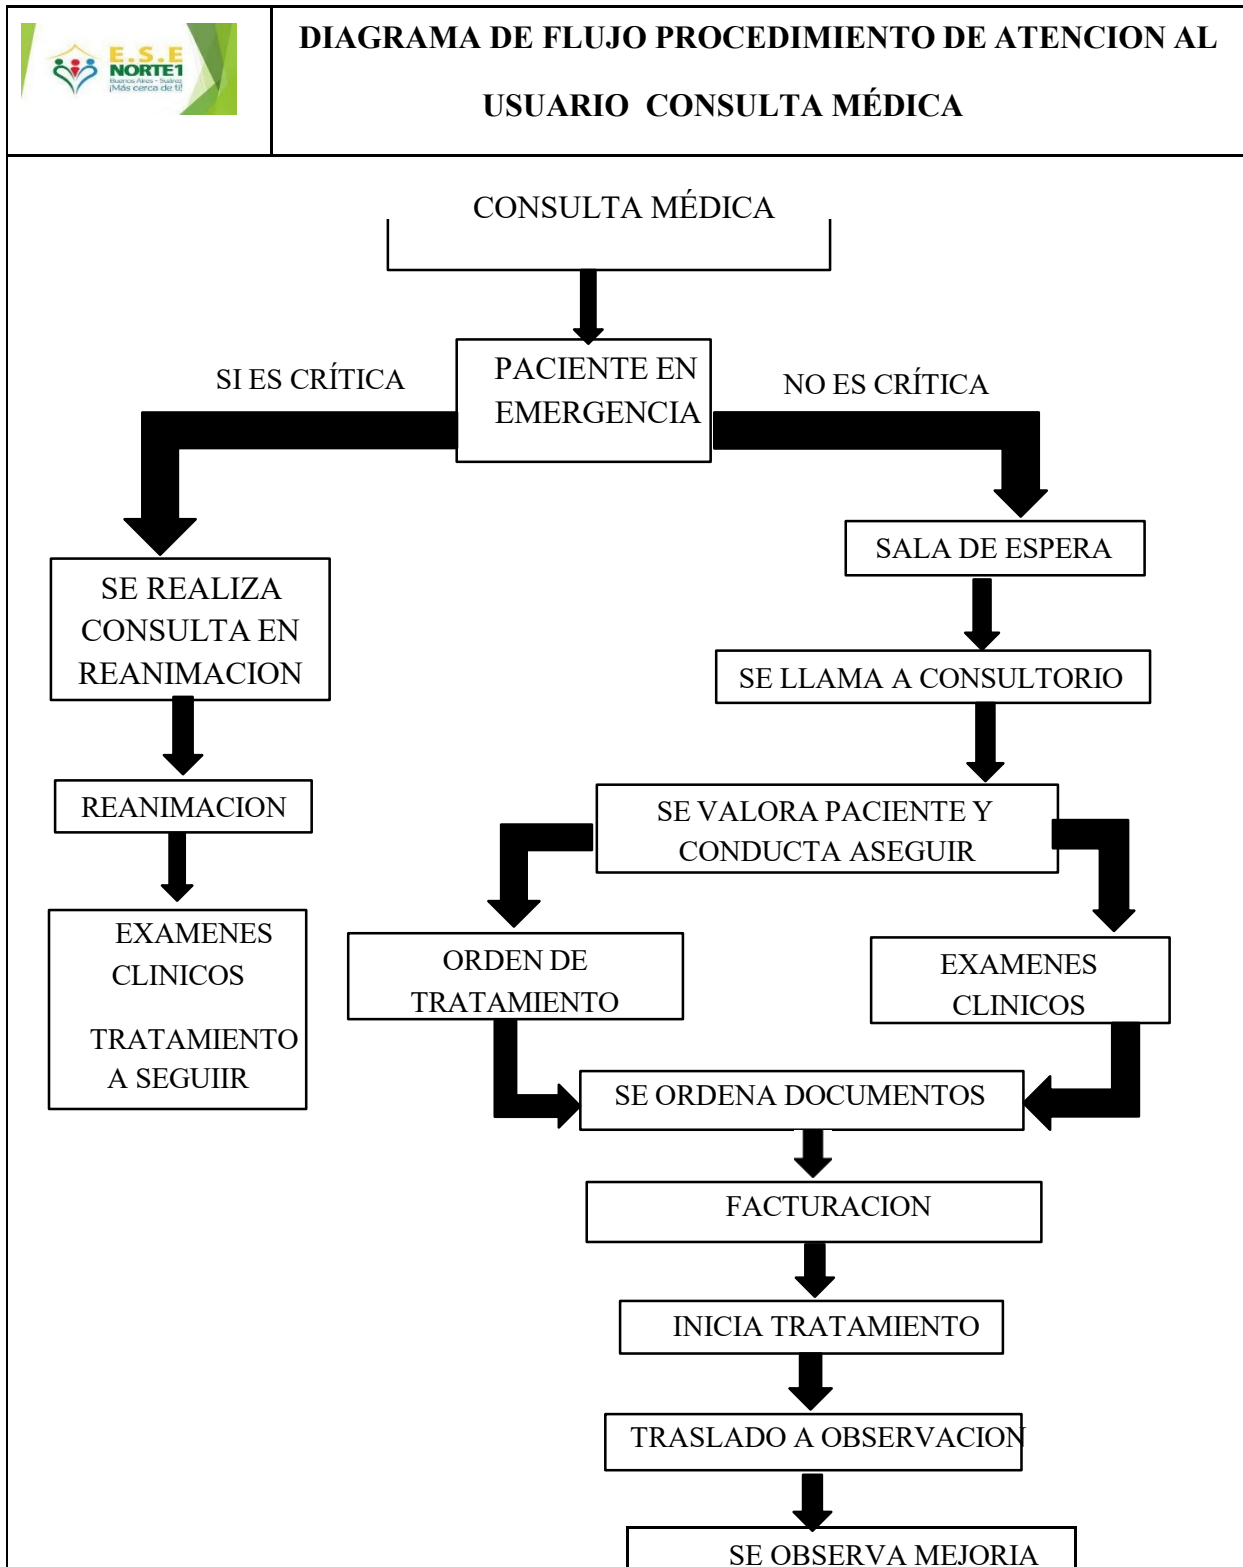 E.S.E
NORTE1
Buenos Aires - Suárez
¡Más cerca de ti!
DIAGRAMA DE FLUJO PROCEDIMIENTO DE ATENCION AL
USUARIO CONSULTA MÉDICA
CONSULTA MÉDICA
PACIENTE EN
EMERGENCIA
SI ES CRÍTICA
NO ES CRÍTICA
SE REALIZA
CONSULTA EN
REANIMACION
REANIMACION
EXAMENES
CLINICOS
TRATAMIENTO
A SEGUIIR
SALA DE ESPERA
SE LLAMA A CONSULTORIO
SE VALORA PACIENTE Y
CONDUCTA ASEGUIR
ORDEN DE
TRATAMIENTO
EXAMENES
CLINICOS
SE ORDENA DOCUMENTOS
FACTURACION
INICIA TRATAMIENTO
TRASLADO A OBSERVACION
SE OBSERVA MEJORIA